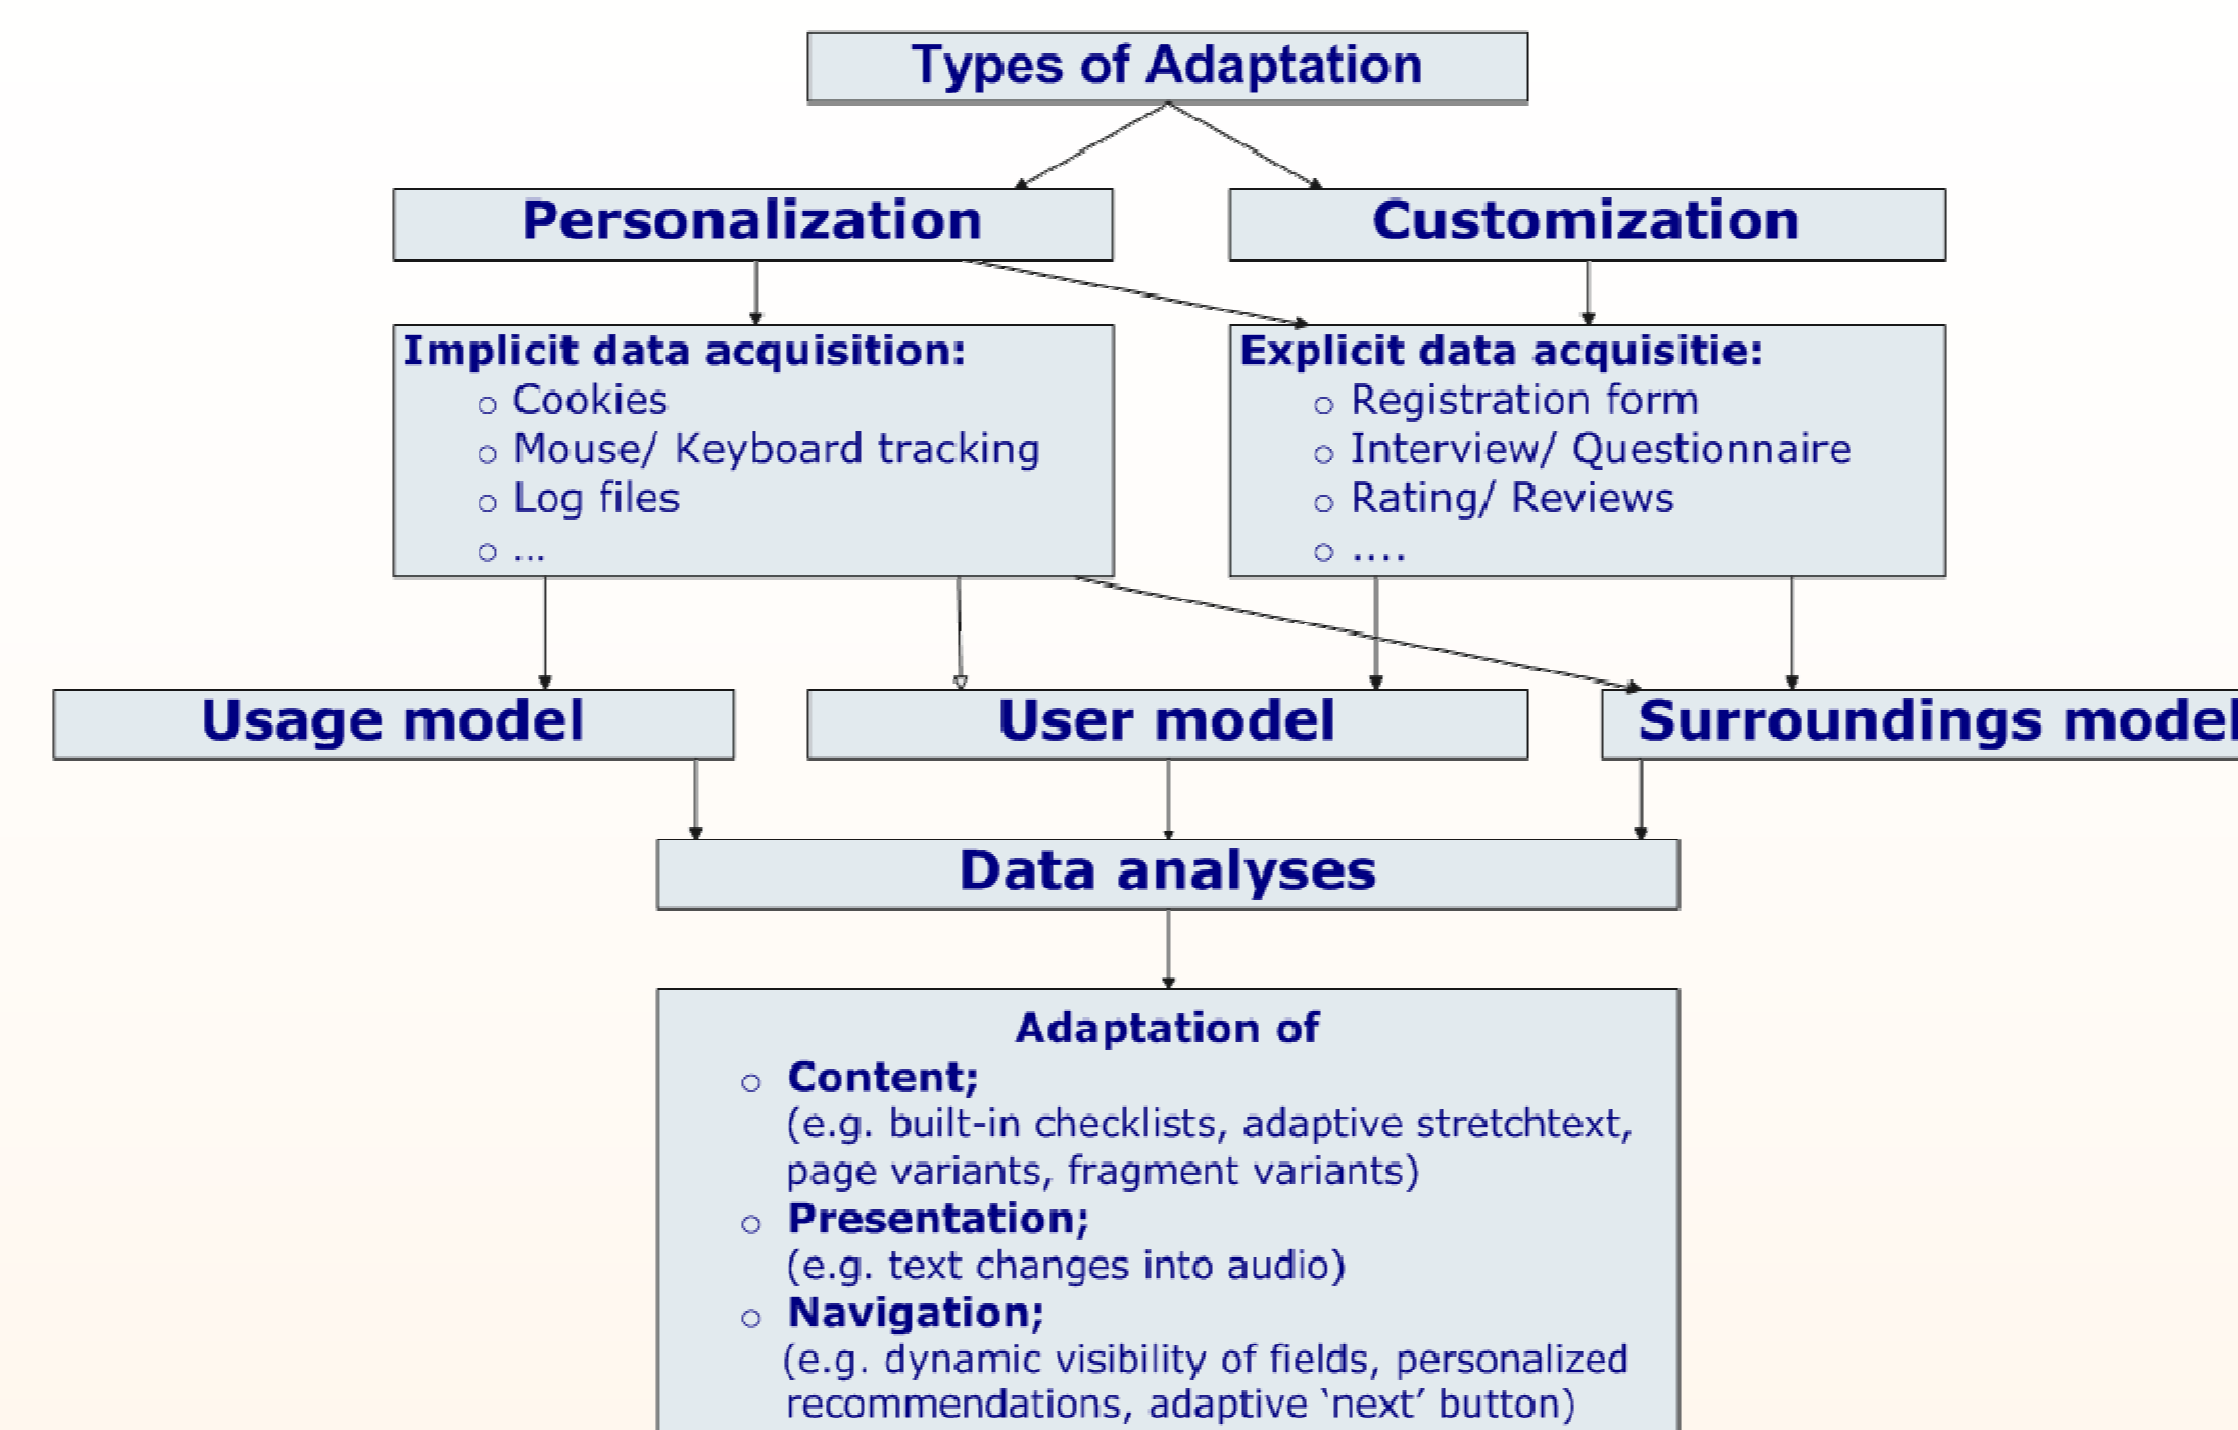 Types of Adaptation
Personalization
Customization
Implicit data acquisition:
○ Cookies
○ Mouse/ Keyboard tracking
○ Log files
○ ...
Explicit data acquisitie:
○ Registration form
○ Interview/ Questionnaire
○ Rating/ Reviews
○ ....
Usage model
User model
Surroundings model
Data analyses
Adaptation of
○ Content;
(e.g. built-in checklists, adaptive stretchtext,
page variants, fragment variants)
○ Presentation;
(e.g. text changes into audio)
○ Navigation;
(e.g. dynamic visibility of fields, personalized
recommendations, adaptive ‘next’ button)